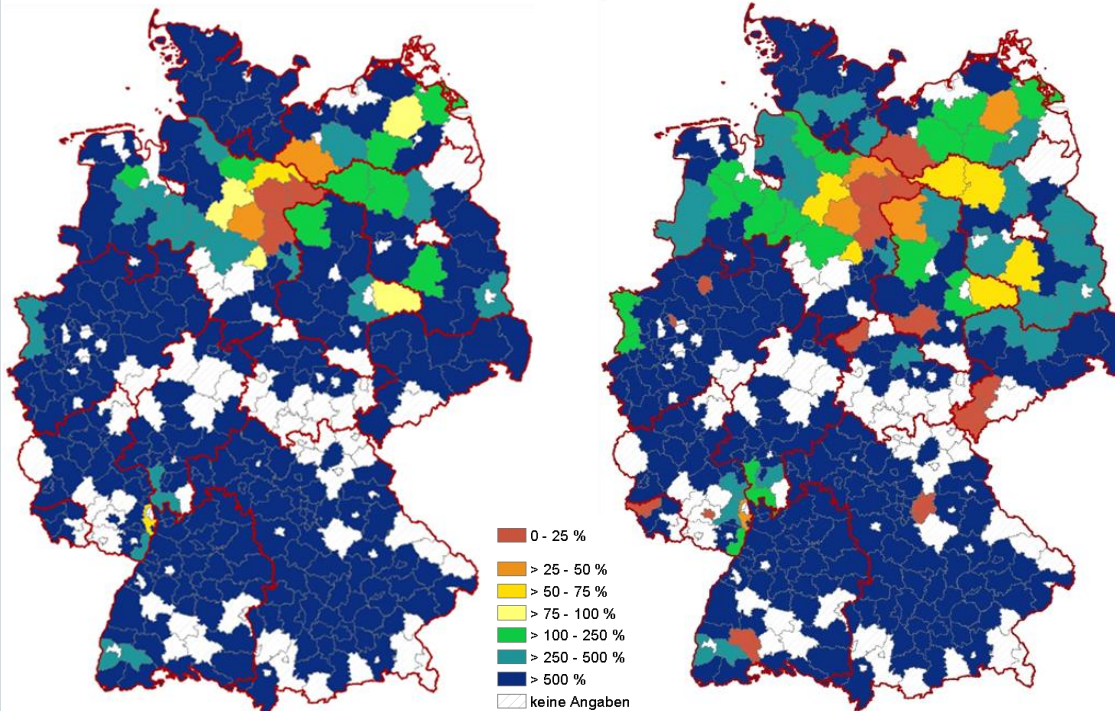 0 - 25 %
> 25 - 50 %
> 50 - 75 %
> 75 - 100 %
> 100 - 250 %
> 250 - 500 %
> 500 %
keine Angaben